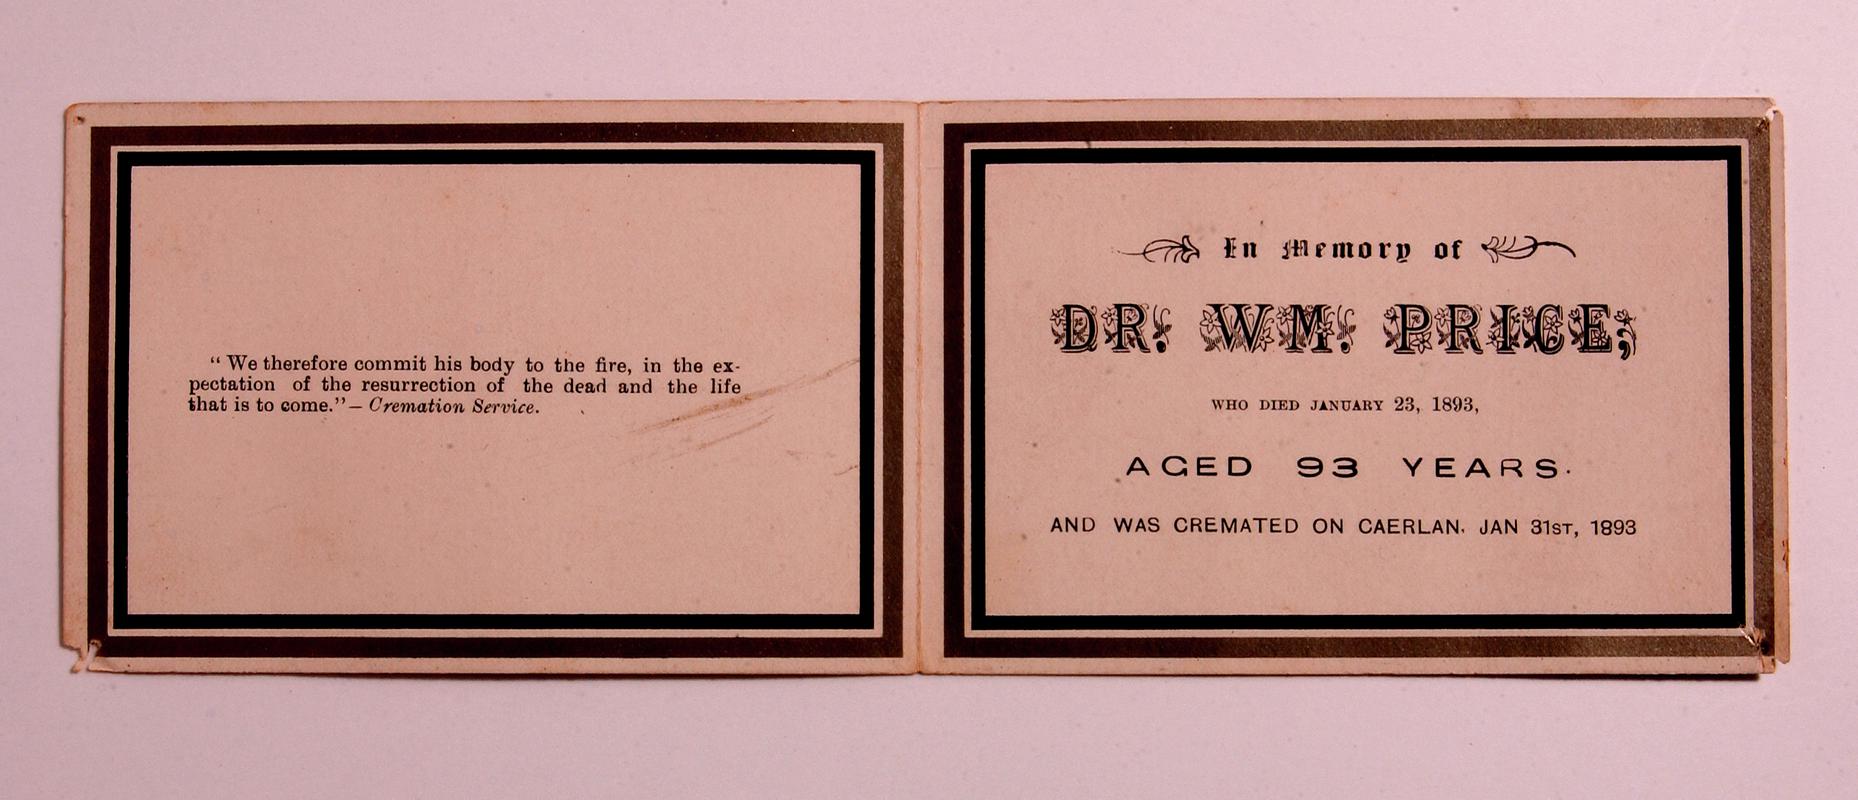 “ We therefore commit his body to the fire, in the ex-
pectation of the resurrection of the dead and the life
that is to come.”— Cremation Service.
In Memory of
DR. WM. PRICE;
WHO DIED JANUARY 23, 1893,
AGED 93 YEARS.
AND WAS CREMATED ON CAERLAN. JAN 31ST, 1893